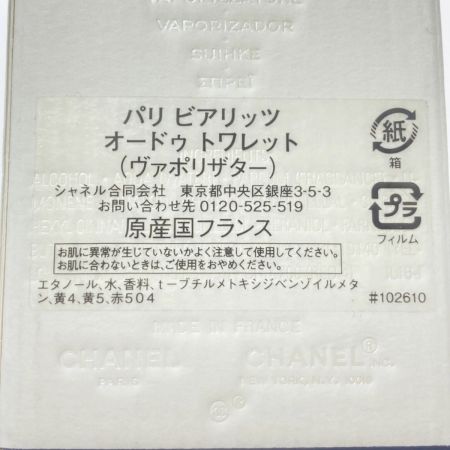 VAPORIZADOR
SUIHKE
ΣΠΡΕΪ
パリ ビアリッツ
オードゥ トワレット
(ヴァポリザター)
シャネル合同会社 東京都中央区銀座3-5-3
お問い合わせ先 0120-525-519
原産国フランス
お肌に異常が生じていないかよく注意して使用してください。
お肌に合わないときは、ご使用をおやめください。
エタノール、水、香料、t-ブチルメトキシジベンゾイルメタ
ン、黄4、黄5、赤504
#102610
紙
箱
プラ
フィルム
INGREDIENTS
ALCOHOL
MADE IN FRANCE
CHANEL
PARIS
CHANEL® INC.
NEW YORK, N.Y. 10019